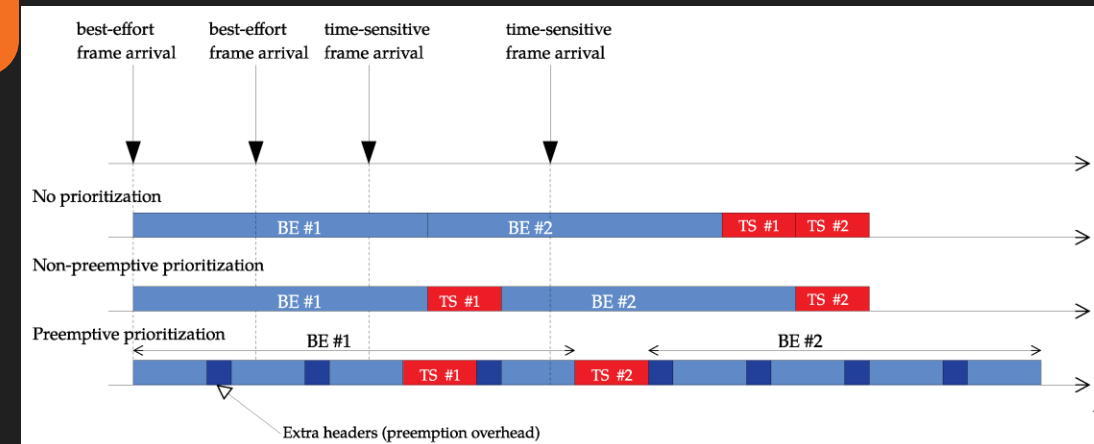 best-effort
frame arrival
best-effort
frame arrival
time-sensitive
frame arrival
time-sensitive
frame arrival
No prioritization
BE #1
BE #2
TS #1
TS #2
Non-preemptive prioritization
BE #1
TS #1
BE #2
TS #2
Preemptive prioritization
BE #1
BE #2
TS #1
TS #2
Extra headers (preemption overhead)